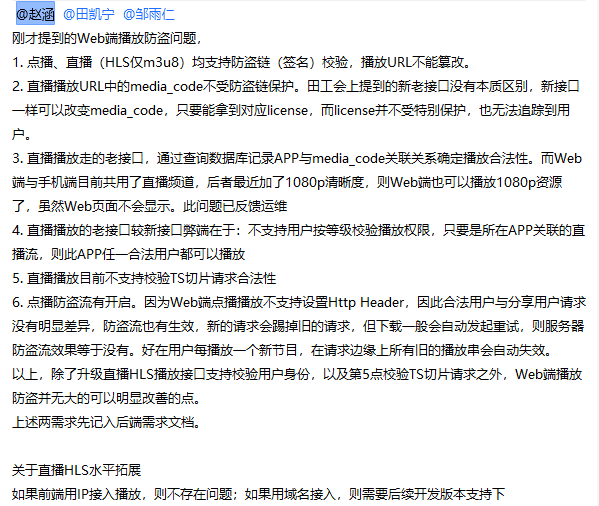 @赵涵 @田凯宁 @邹雨仁
刚才提到的Web端播放防盗问题，
1. 点播、直播（HLS仅m3u8）均支持防盗链（签名）校验，播放URL不能篡改。
2. 直播播放URL中的media_code不受防盗链保护。田工会上提到的新老接口没有本质区别，新接
口一样可以改变media_code，只要能拿到对应license，而license并不受特别保护，也无法追踪到用
户。
3. 直播播放走的老接口，通过查询数据库记录APP与media_code关联关系确定播放合法性。而Web
端与手机端目前共用了直播频道，后者最近加了1080p清晰度，则Web端也可以播放1080p资源
了，虽然Web页面不会显示。此问题已反馈运维
4. 直播播放的老接口较新接口弊端在于：不支持用户按等级校验播放权限，只要是所在APP关联的直
播流，则此APP任一合法用户都可以播放
5. 直播播放目前不支持校验TS切片请求合法性
6. 点播防盗流有开启。因为Web端点播播放不支持设置Http Header，因此合法用户与分享用户请求
没有明显差异，防盗流也有生效，新的请求会踢掉旧的请求，但下载一般会自动发起重试，则服务器
防盗流效果等于没有。好在用户每播放一个新节目，在请求边缘上所有旧的播放串会自动失效。
以上，除了升级直播HLS播放接口支持校验用户身份，以及第5点校验TS切片请求之外，Web端播放
防盗并无大的可以明显改善的点。
上述两需求先记入后端需求文档。
关于直播HLS水平拓展
如果前端用IP接入播放，则不存在问题；如果用域名接入，则需要后续开发版本支持下